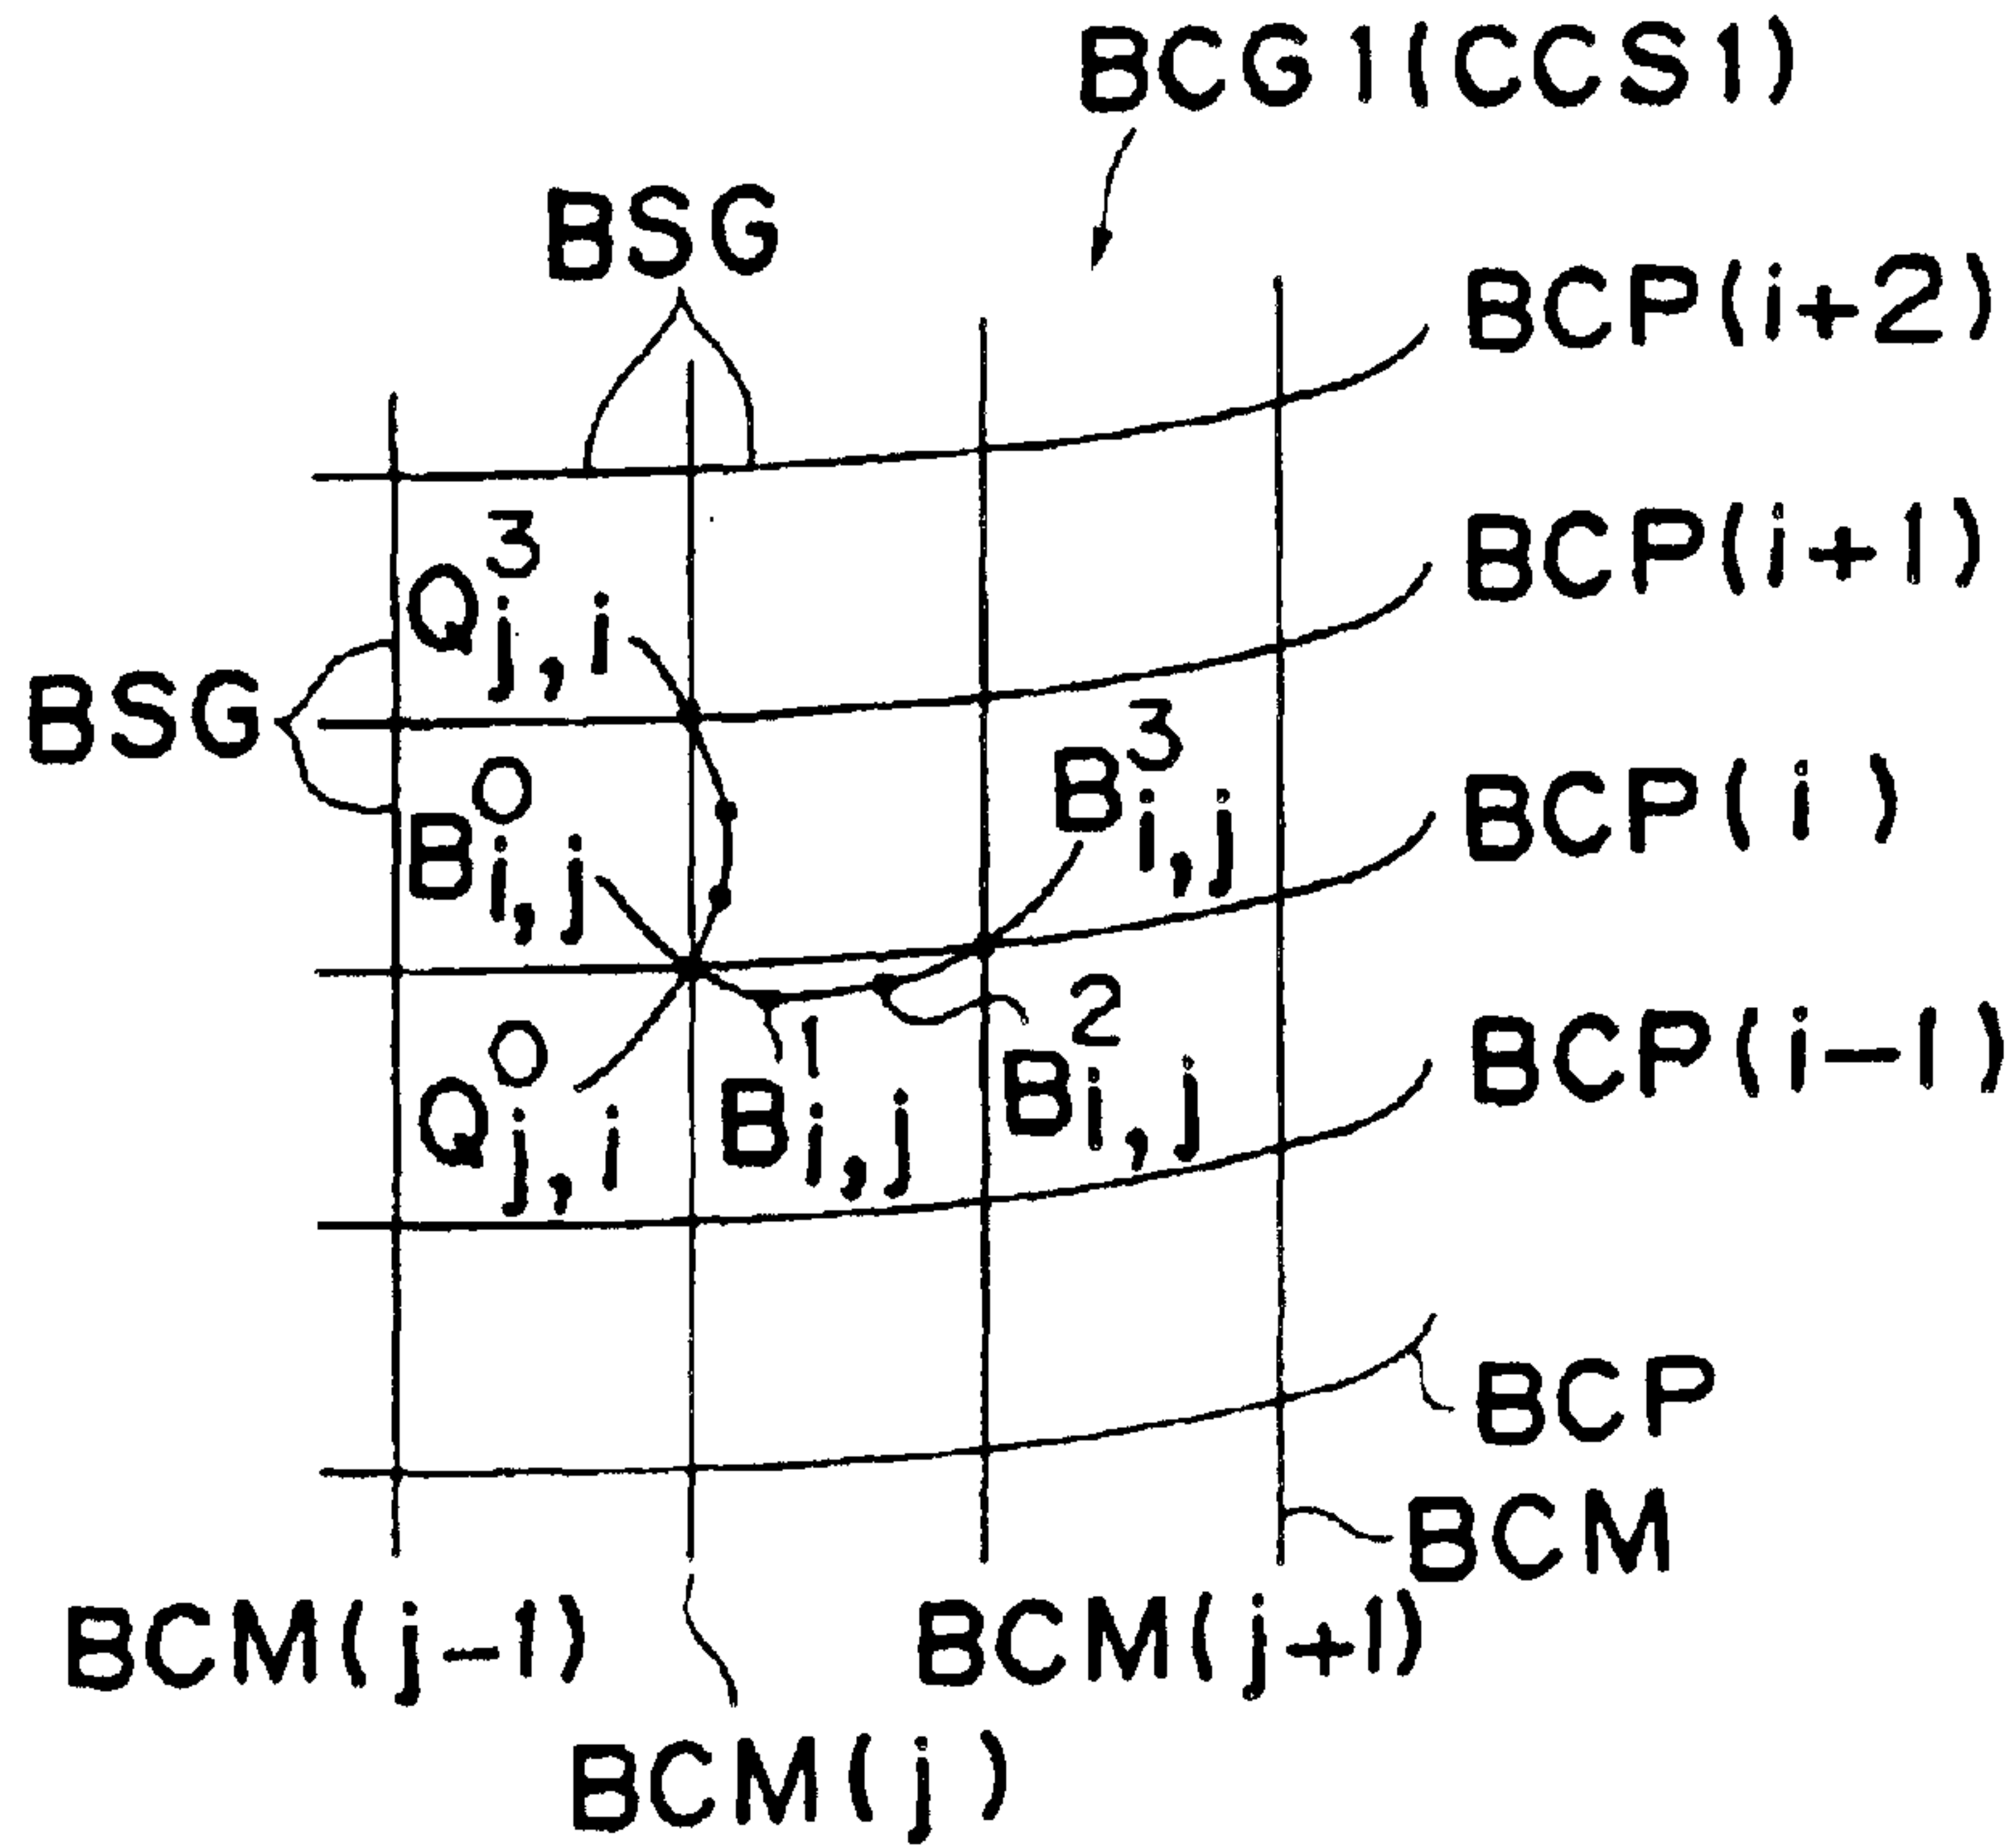 BCG1(CCS1)
BSG
BCP(i+2)
BCP(i+1)
Q³j,i
BSG
B³i,j
B⁰i,j
BCP(i)
Q⁰j,i
B¹i,j
B²i,j
BCP(i-1)
BCP
BCM
BCM(j-1)
BCM(j+1)
BCM(j)